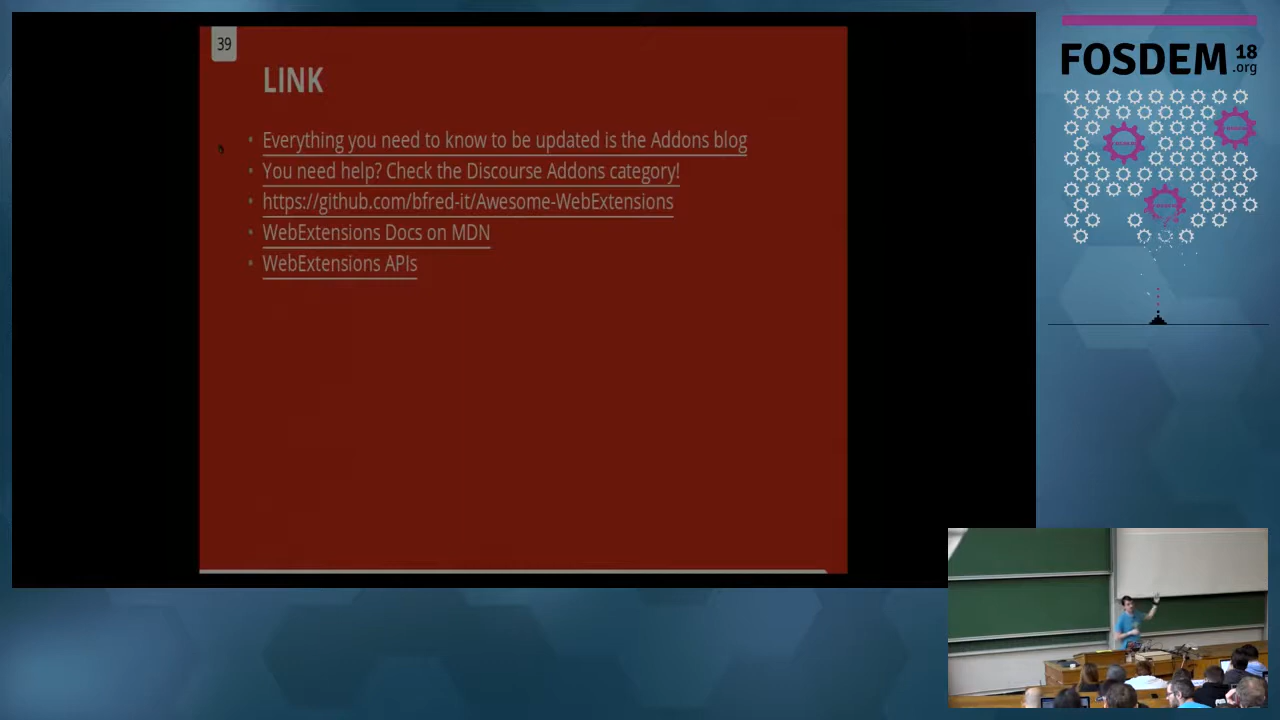 39
LINK
• Everything you need to know to be updated is the Addons blog
• You need help? Check the Discourse Addons category!
• https://github.com/bfred-it/Awesome-WebExtensions
• WebExtensions Docs on MDN
• WebExtensions APIs
FOSDEM 18
.org